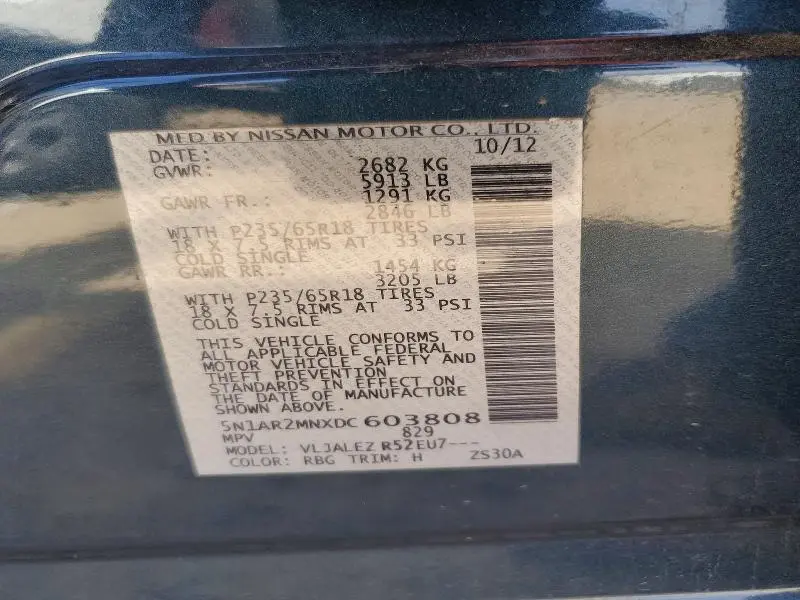 MFD BY NISSAN MOTOR CO., LTD.
DATE: 10/12
GVWR: 2682 KG
5913 LB
GAWR FR.: 1291 KG
2846 LB
WITH P235/65R18 TIRES
18 X 7.5 RIMS AT 33 PSI
COLD SINGLE
GAWR RR.: 1454 KG
3205 LB
WITH P235/65R18 TIRES
18 X 7.5 RIMS AT 33 PSI
COLD SINGLE
THIS VEHICLE CONFORMS TO
ALL APPLICABLE FEDERAL
MOTOR VEHICLE SAFETY AND
THEFT PREVENTION
STANDARDS IN EFFECT ON
THE DATE OF MANUFACTURE
SHOWN ABOVE.
5N1AR2MNXDC 603808
MPV 829
MODEL: VLJALEZ R52EU7---
COLOR: RBG TRIM: H ZS30A